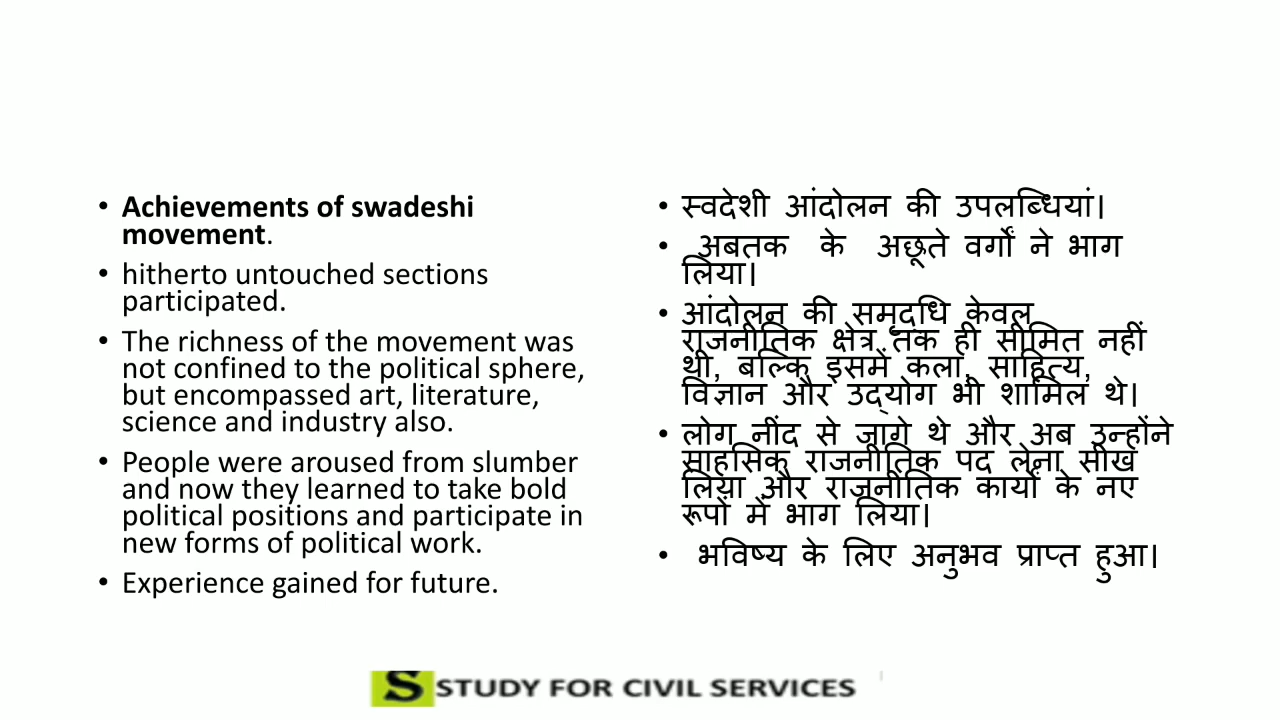 • Achievements of swadeshi
movement.
• hitherto untouched sections
participated.
• The richness of the movement was
not confined to the political sphere,
but encompassed art, literature,
science and industry also.
• People were aroused from slumber
and now they learned to take bold
political positions and participate in
new forms of political work.
• Experience gained for future.
• स्वदेशी आंदोलन की उपलब्धियां।
• अबतक के अछूते वर्गों ने भाग
लिया।
• आंदोलन की समृद्धि केवल
राजनीतिक क्षेत्र तक ही सीमित नहीं
थी, बल्कि इसमें कला, साहित्य,
विज्ञान और उद्योग भी शामिल थे।
• लोग नींद से जागे थे और अब उन्होंने
साहसिक राजनीतिक पद लेना सीख
लिया और राजनीतिक कार्यों के नए
रूपों में भाग लिया।
• भविष्य के लिए अनुभव प्राप्त हुआ।
S STUDY FOR CIVIL SERVICES